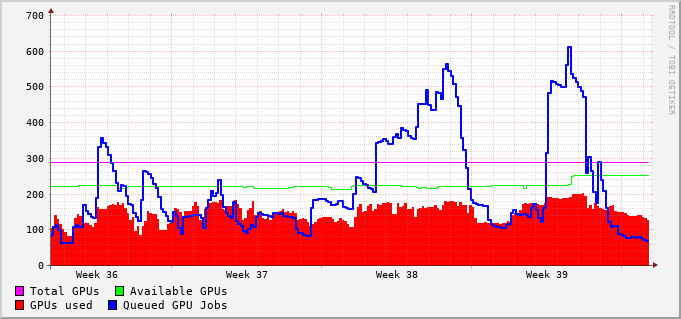 700
600
500
400
300
200
100
0
Week 36 Week 37 Week 38 Week 39
Total GPUs Available GPUs
GPUs used Queued GPU Jobs
RRDTOOL / TOBI OETIKER